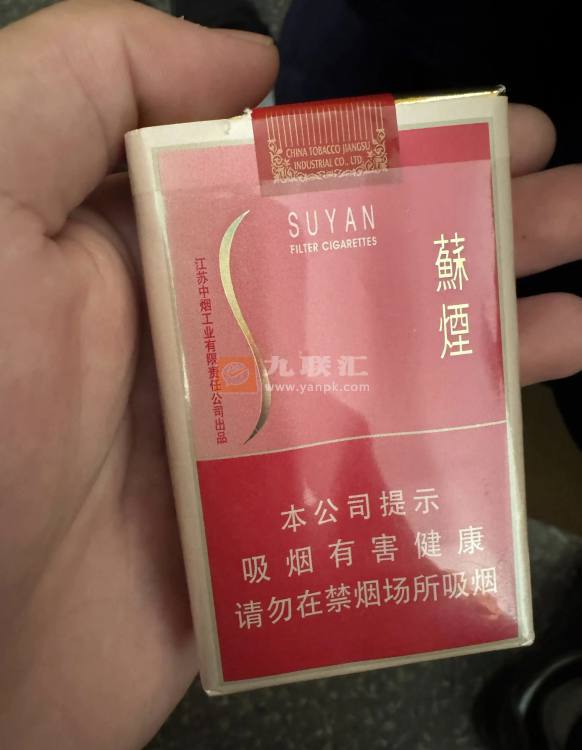 CHINA TOBACCO JIANGSU
INDUSTRIAL CO., LTD.
SUYAN
FILTER CIGARETTES
蘇煙
江苏中烟工业有限责任公司出品
九联汇
www.yanpk.com
本公司提示
吸烟有害健康
请勿在禁烟场所吸烟